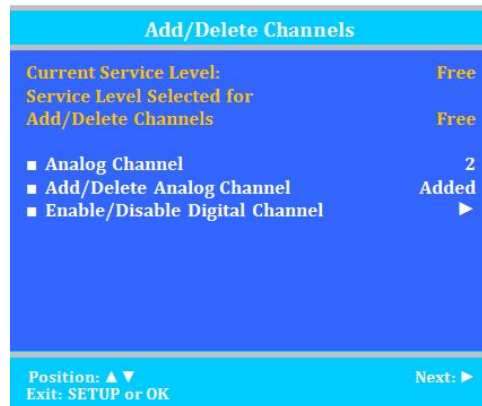 Add/Delete Channels
Current Service Level: Free
Service Level Selected for
Add/Delete Channels Free
■ Analog Channel 2
■ Add/Delete Analog Channel Added
■ Enable/Disable Digital Channel ►
Position: ▲ ▼ Next: ►
Exit: SETUP or OK